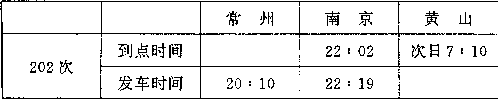 常 州 南 京 黄 山
202次 到点时间 22：02 次日7：10
发车时间 20：10 22：19